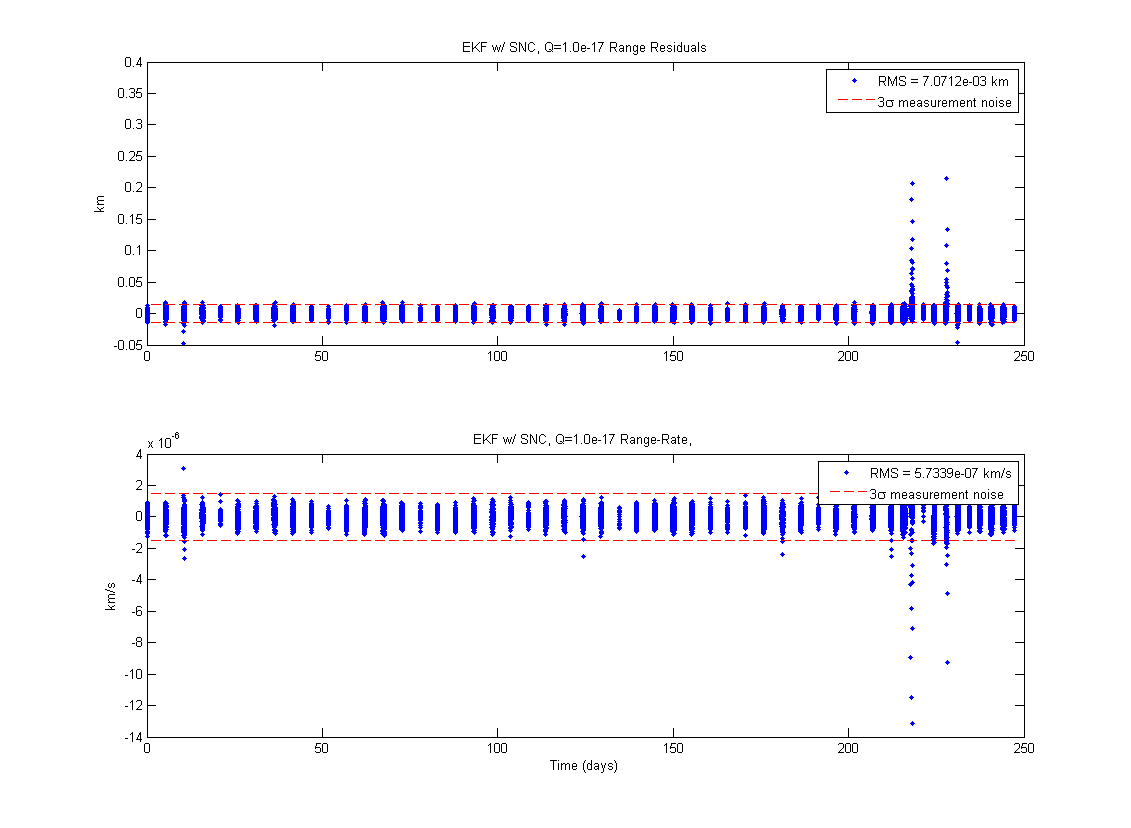 EKF w/ SNC, Q=1.0e-17 Range Residuals
0.4
0.35
0.3
0.25
0.2
0.15
0.1
0.05
0
-0.05
km
RMS = 7.0712e-03 km
3σ measurement noise
0 50 100 150 200 250
EKF w/ SNC, Q=1.0e-17 Range-Rate,
x 10^-6
4
2
0
-2
-4
-6
-8
-10
-12
-14
km/s
RMS = 5.7339e-07 km/s
3σ measurement noise
0 50 100 150 200 250
Time (days)